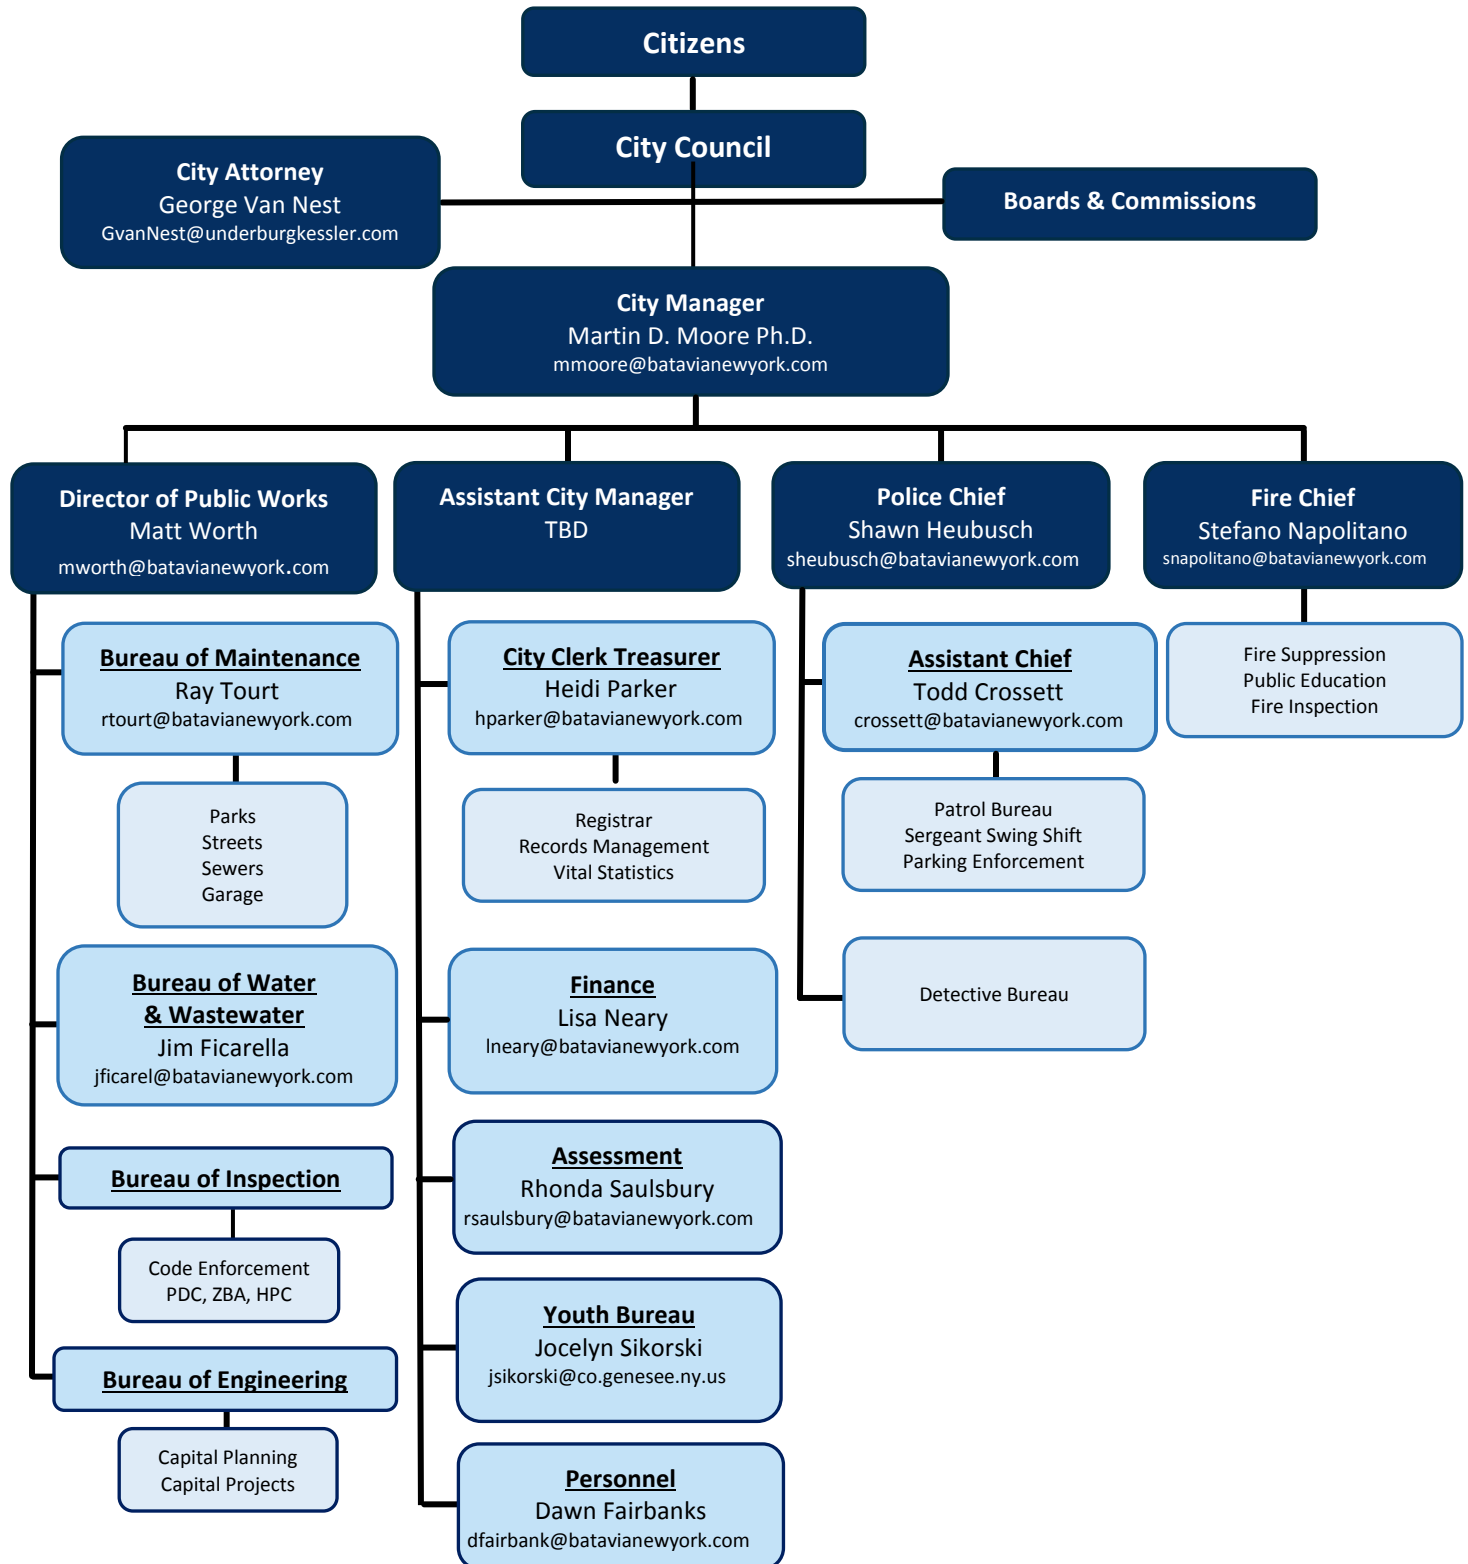 Citizens
City Council
City Attorney
George Van Nest
GvanNest@underburgkessler.com
Boards & Commissions
City Manager
Martin D. Moore Ph.D.
mmoore@batavianewyork.com
Director of Public Works
Matt Worth
mworth@batavianewyork.com
Assistant City Manager
TBD
Police Chief
Shawn Heubusch
sheubusch@batavianewyork.com
Fire Chief
Stefano Napolitano
snapolitano@batavianewyork.com
Bureau of Maintenance
Ray Tourt
rtourt@batavianewyork.com
Parks
Streets
Sewers
Garage
Bureau of Water
& Wastewater
Jim Ficarella
jficarel@batavianewyork.com
Bureau of Inspection
Code Enforcement
PDC, ZBA, HPC
Bureau of Engineering
Capital Planning
Capital Projects
City Clerk Treasurer
Heidi Parker
hparker@batavianewyork.com
Registrar
Records Management
Vital Statistics
Finance
Lisa Neary
lneary@batavianewyork.com
Assessment
Rhonda Saulsbury
rsaulsbury@batavianewyork.com
Youth Bureau
Jocelyn Sikorski
jsikorski@co.genesee.ny.us
Personnel
Dawn Fairbanks
dfairbank@batavianewyork.com
Assistant Chief
Todd Crossett
crossett@batavianewyork.com
Patrol Bureau
Sergeant Swing Shift
Parking Enforcement
Detective Bureau
Fire Suppression
Public Education
Fire Inspection